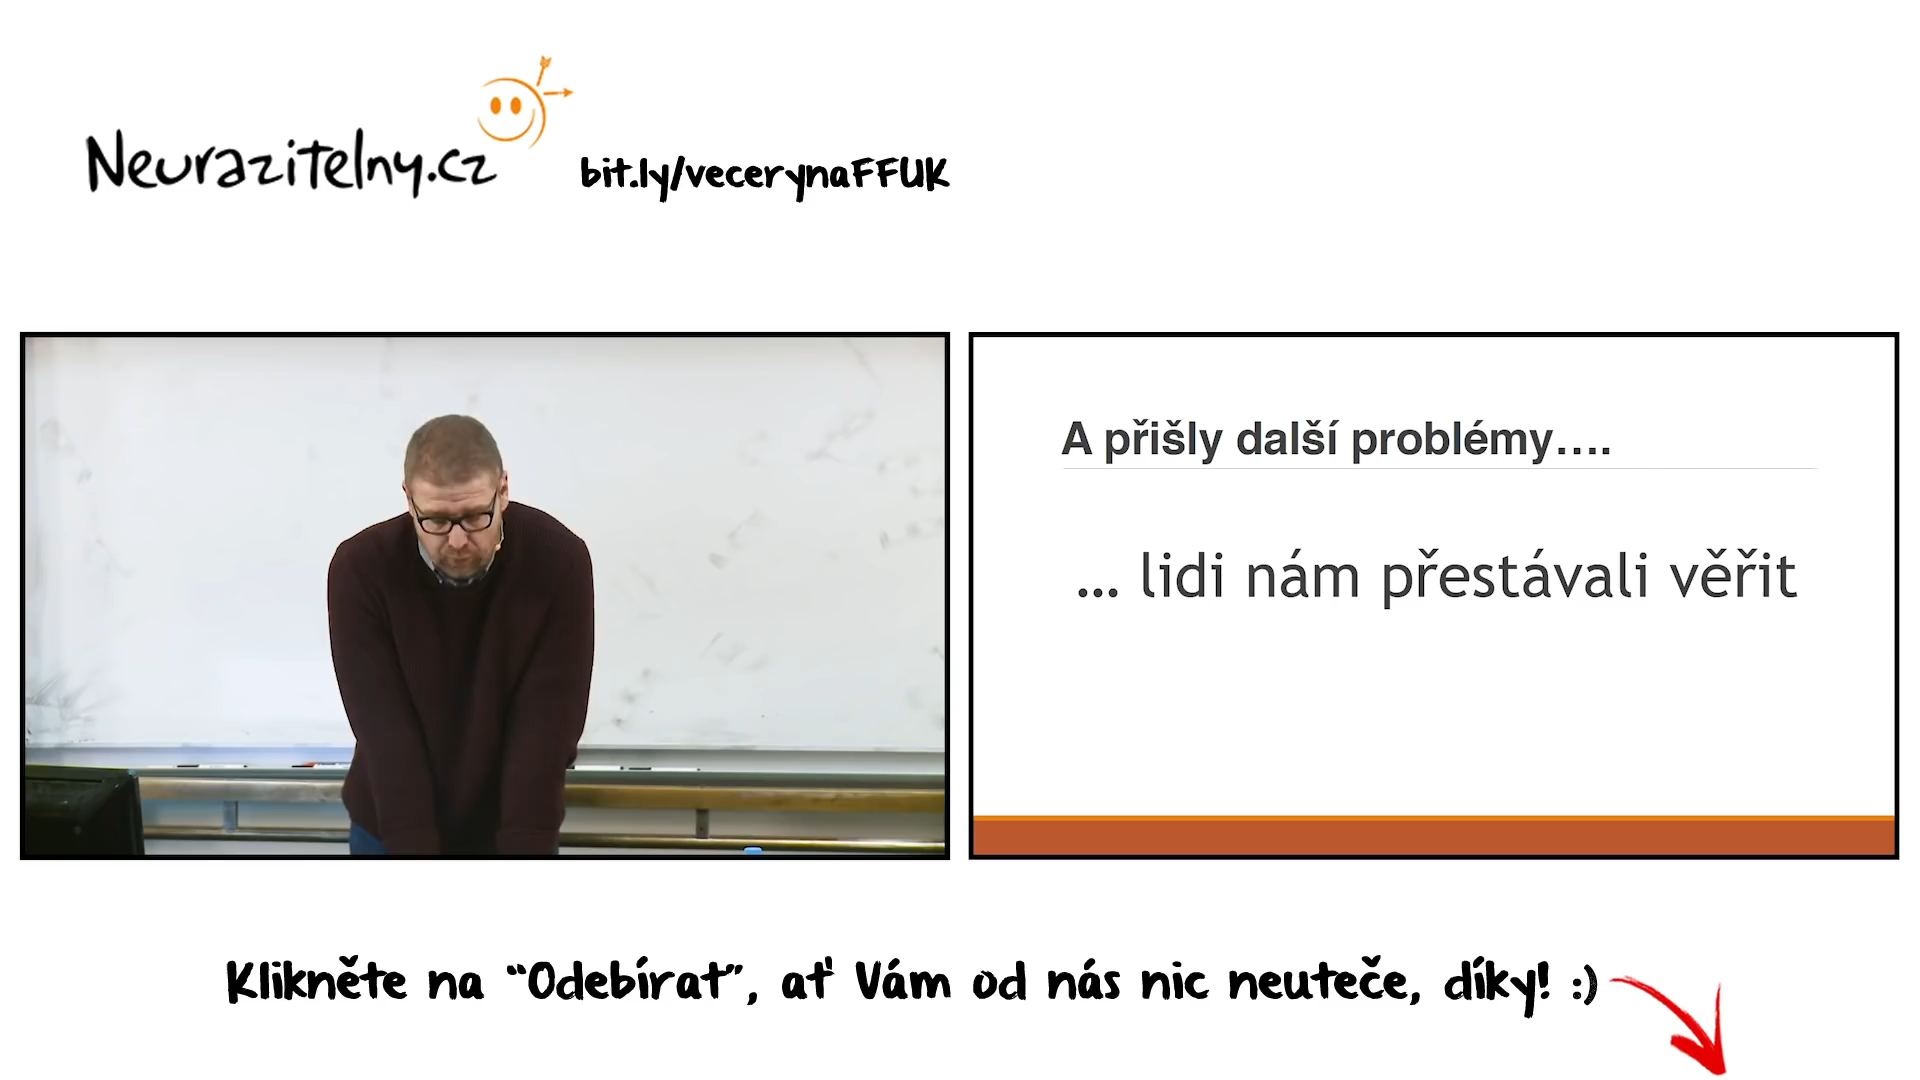 Neurazitelny.cz
bit.ly/vecerynaFFUK
A přišly další problémy....
... lidi nám přestávali věřit
Klikněte na “Odebírat”, ať Vám od nás nic neuteče, díky! :)